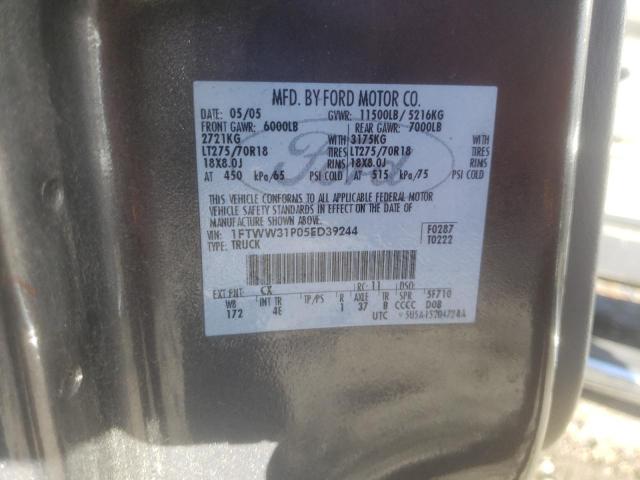 MFD. BY FORD MOTOR CO.
DATE: 05/05 GVWR: 11500LB/ 5216KG
FRONT GAWR: 6000LB REAR GAWR: 7000LB
2721KG WITH 3175KG WITH
LT275/70R18 TIRES LT275/70R18 TIRES
18X8.0J RIMS 18X8.0J RIMS
AT 450 kPa/65 PSI COLD AT 515 kPa/75 PSI COLD
THIS VEHICLE CONFORMS TO ALL APPLICABLE FEDERAL MOTOR
VEHICLE SAFETY STANDARDS IN EFFECT ON THE DATE OF
MANUFACTURE SHOWN ABOVE.
VIN: 1FTWW31P05ED39244 F0287
TYPE: TRUCK T0222
EXT PNT: CX RC: 11 DSO:
WB INT TR TP/PS R AXLE TR SPR 5F710
172 4E 1 37 B CCCC D08
UTC
Ford